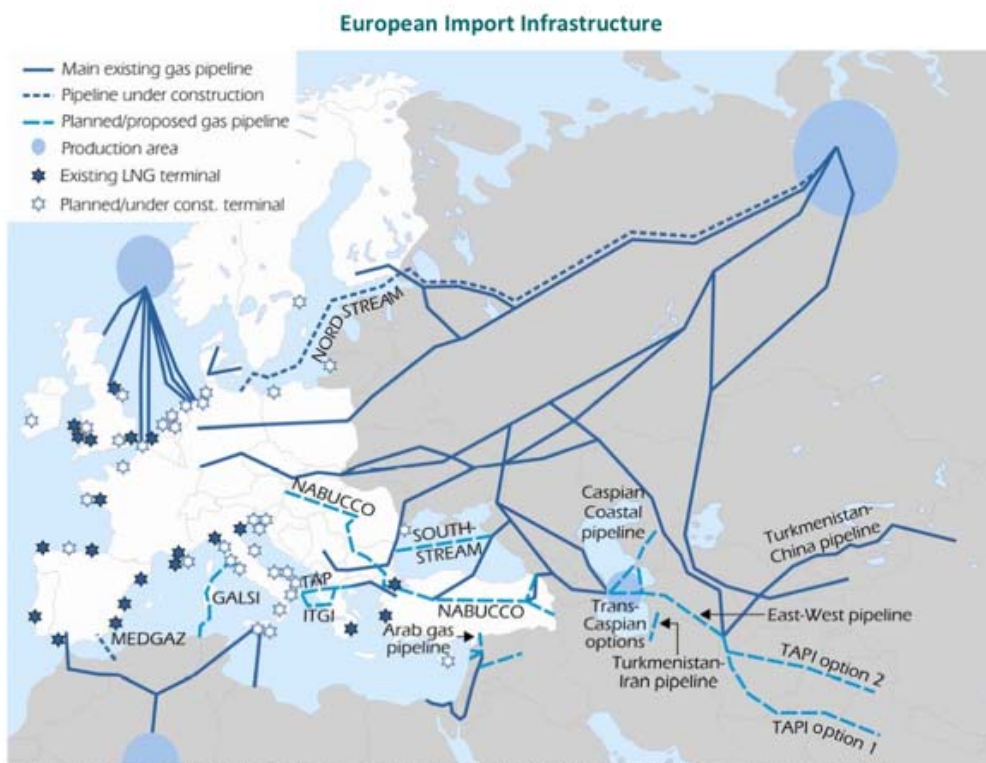 European Import Infrastructure
Main existing gas pipeline
Pipeline under construction
Planned/proposed gas pipeline
Production area
Existing LNG terminal
Planned/under const. terminal
NORD STREAM
NABUCCO
SOUTH-
STREAM
Caspian
Coastal
pipeline
Turkmenistan-
China pipeline
TAP
ITGI
GALSI
MEDGAZ
NABUCCO
Arab gas
pipeline
Trans-
Caspian
options
East-West pipeline
Turkmenistan-
Iran pipeline
TAPI option 2
TAPI option 1